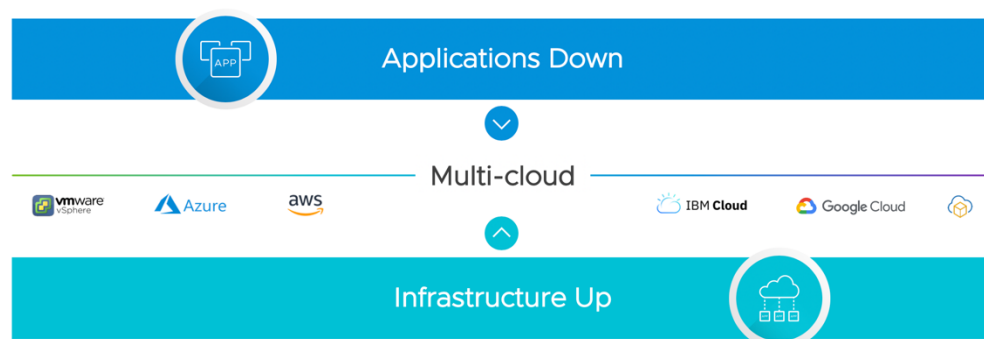 APP
Applications Down
Multi-cloud
vmware
vSphere
Azure
aws
IBM Cloud
Google Cloud
Infrastructure Up